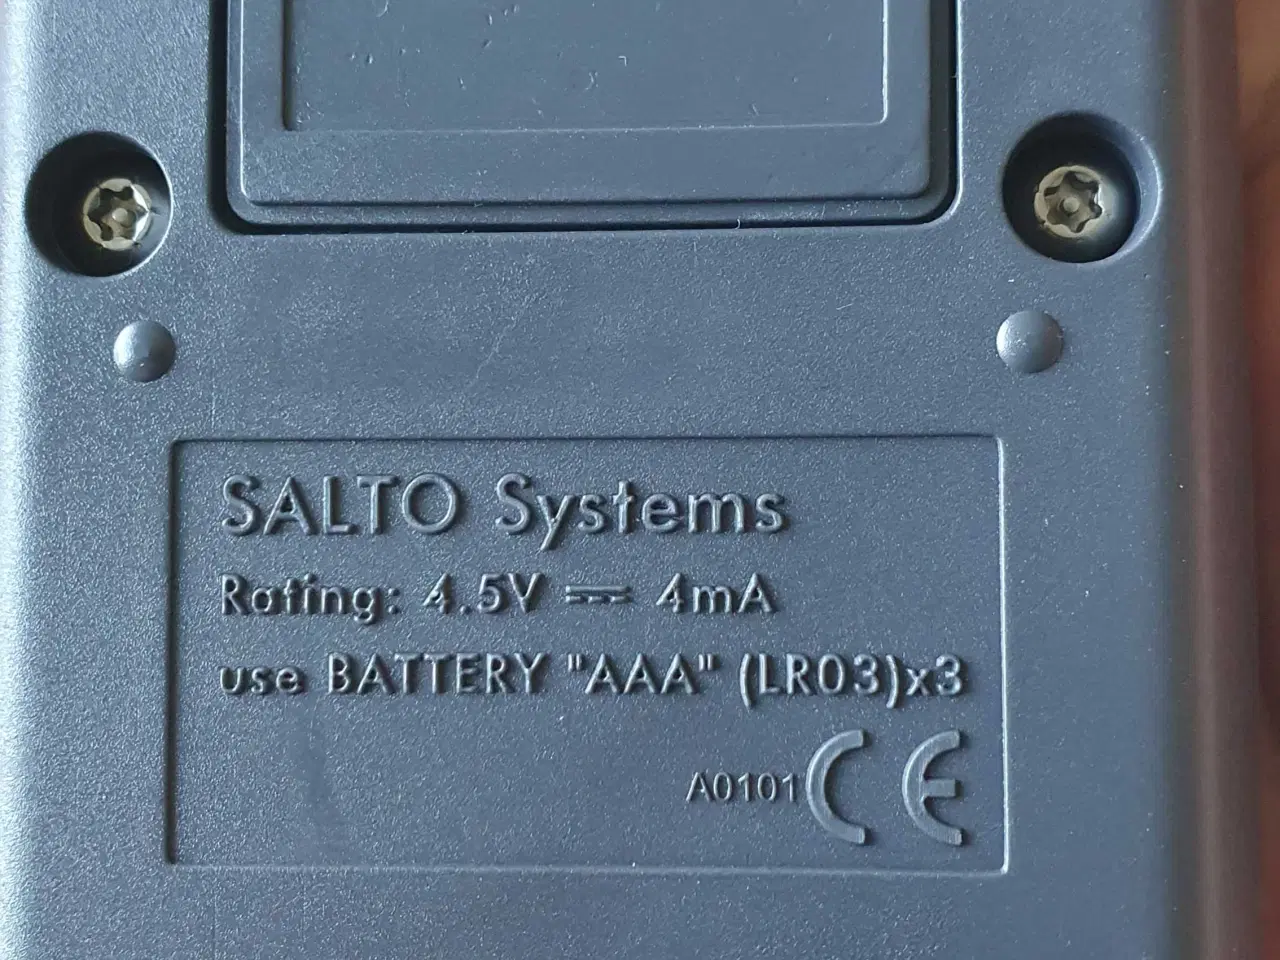 SALTO Systems
Rating: 4.5V ⎓ 4mA
use BATTERY "AAA" (LR03)x3
A0101 CE